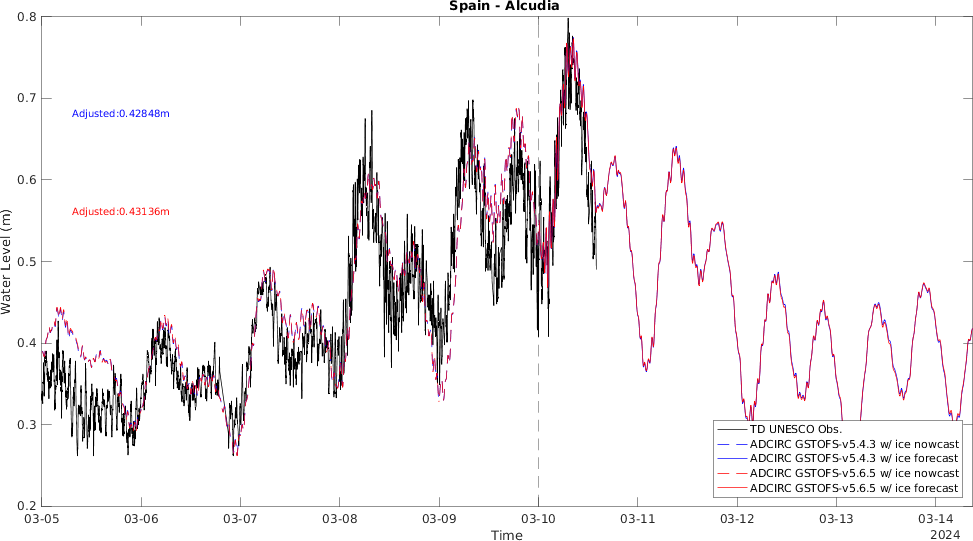 Spain - Alcudia
0.8
0.7
0.6
0.5
0.4
0.3
0.2
Water Level (m)
Adjusted:0.42848m
Adjusted:0.43136m
TD UNESCO Obs.
ADCIRC GSTOFS-v5.4.3 w/ ice nowcast
ADCIRC GSTOFS-v5.4.3 w/ ice forecast
ADCIRC GSTOFS-v5.6.5 w/ ice nowcast
ADCIRC GSTOFS-v5.6.5 w/ ice forecast
03-05 03-06 03-07 03-08 03-09 03-10 03-11 03-12 03-13 03-14
Time
2024